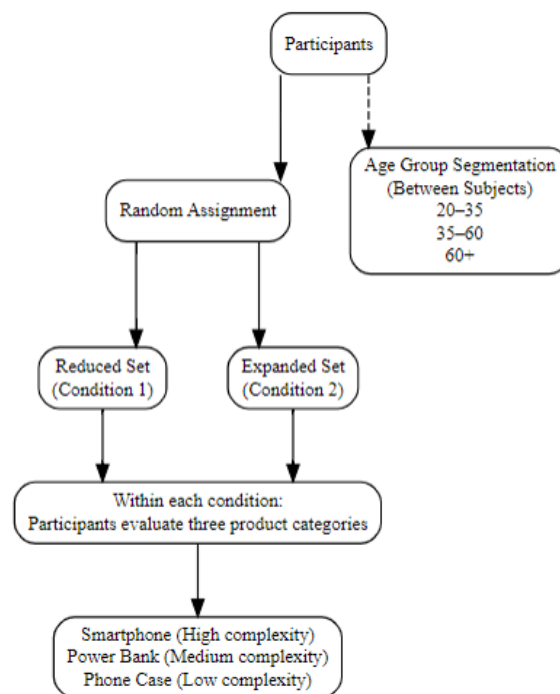 Participants
Age Group Segmentation
(Between Subjects)
20–35
35–60
60+
Random Assignment
Reduced Set
(Condition 1)
Expanded Set
(Condition 2)
Within each condition:
Participants evaluate three product categories
Smartphone (High complexity)
Power Bank (Medium complexity)
Phone Case (Low complexity)